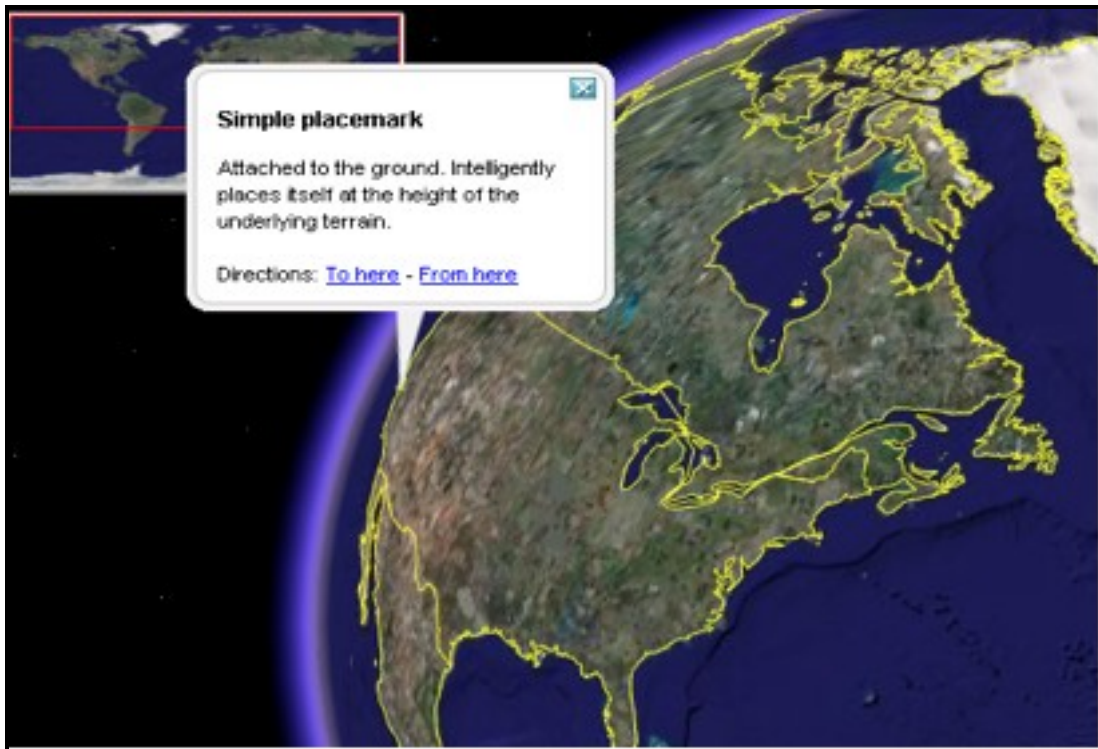 Simple placemark
Attached to the ground. Intelligently
places itself at the height of the
underlying terrain.
Directions: To here - From here